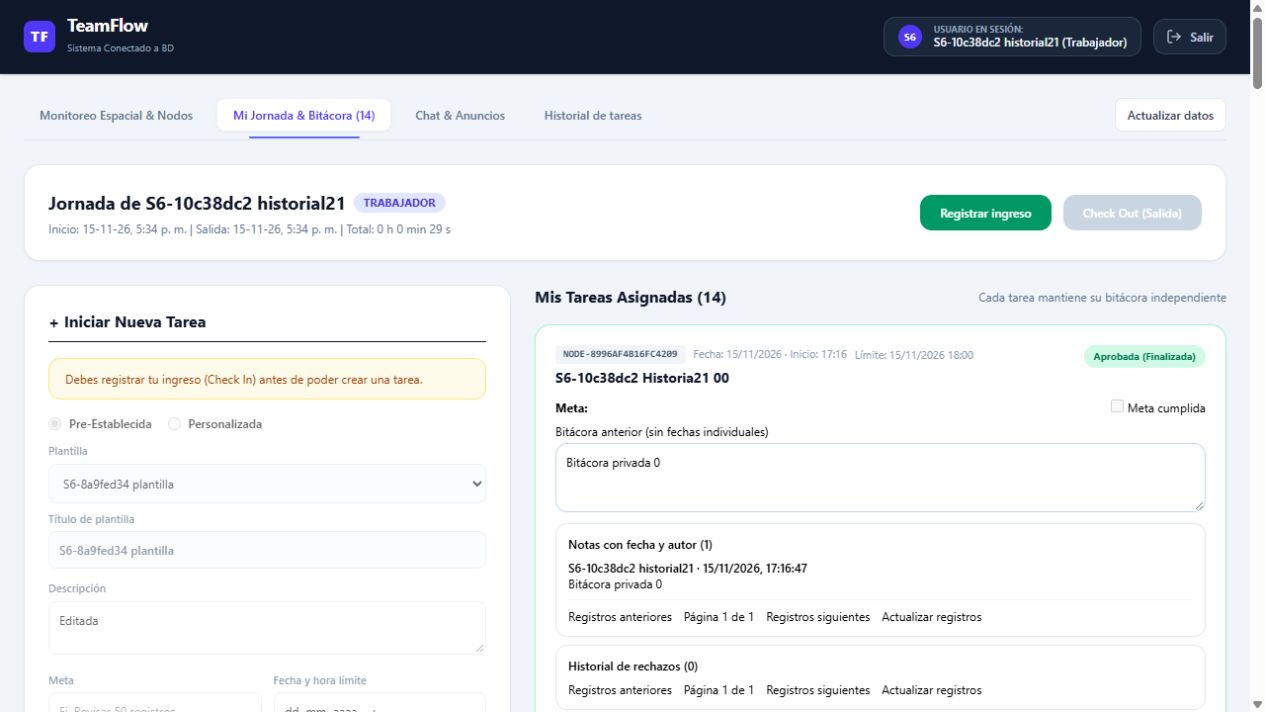 TF
TeamFlow
Sistema Conectado a BD
S6
USUARIO EN SESIÓN:
S6-10c38dc2 historial21 (Trabajador)
Salir
Monitoreo Espacial & Nodos
Mi Jornada & Bitácora (14)
Chat & Anuncios
Historial de tareas
Actualizar datos
Jornada de S6-10c38dc2 historial21 TRABAJADOR
Inicio: 15-11-26, 5:34 p. m. | Salida: 15-11-26, 5:34 p. m. | Total: 0 h 0 min 29 s
Registrar ingreso
Check Out (Salida)
+ Iniciar Nueva Tarea
Debes registrar tu ingreso (Check In) antes de poder crear una tarea.
Pre-Establecida
Personalizada
Plantilla
S6-8a9fed34 plantilla
Título de plantilla
S6-8a9fed34 plantilla
Descripción
Editada
Meta
Fecha y hora límite
Ej. Revisar 50 registros
Mis Tareas Asignadas (14)
Cada tarea mantiene su bitácora independiente
NODE-8996AF4B16FC4209
Fecha: 15/11/2026 · Inicio: 17:16
Límite: 15/11/2026 18:00
Aprobada (Finalizada)
S6-10c38dc2 Historia21 00
Meta:
Meta cumplida
Bitácora anterior (sin fechas individuales)
Bitácora privada 0
Notas con fecha y autor (1)
S6-10c38dc2 historial21 · 15/11/2026, 17:16:47
Bitácora privada 0
Registros anteriores Página 1 de 1 Registros siguientes Actualizar registros
Historial de rechazos (0)
Registros anteriores Página 1 de 1 Registros siguientes Actualizar registros